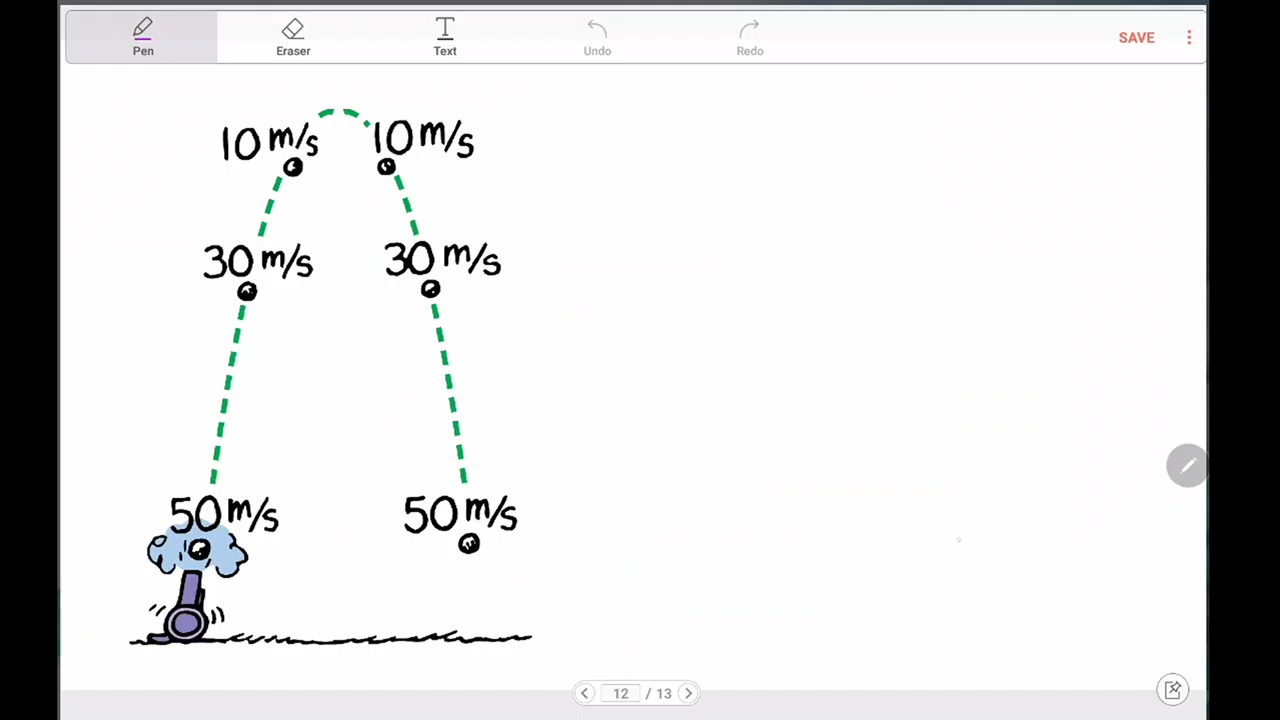 Pen
Eraser
Text
Undo
Redo
SAVE
10 m/s
10 m/s
30 m/s
30 m/s
50 m/s
50 m/s
12 / 13